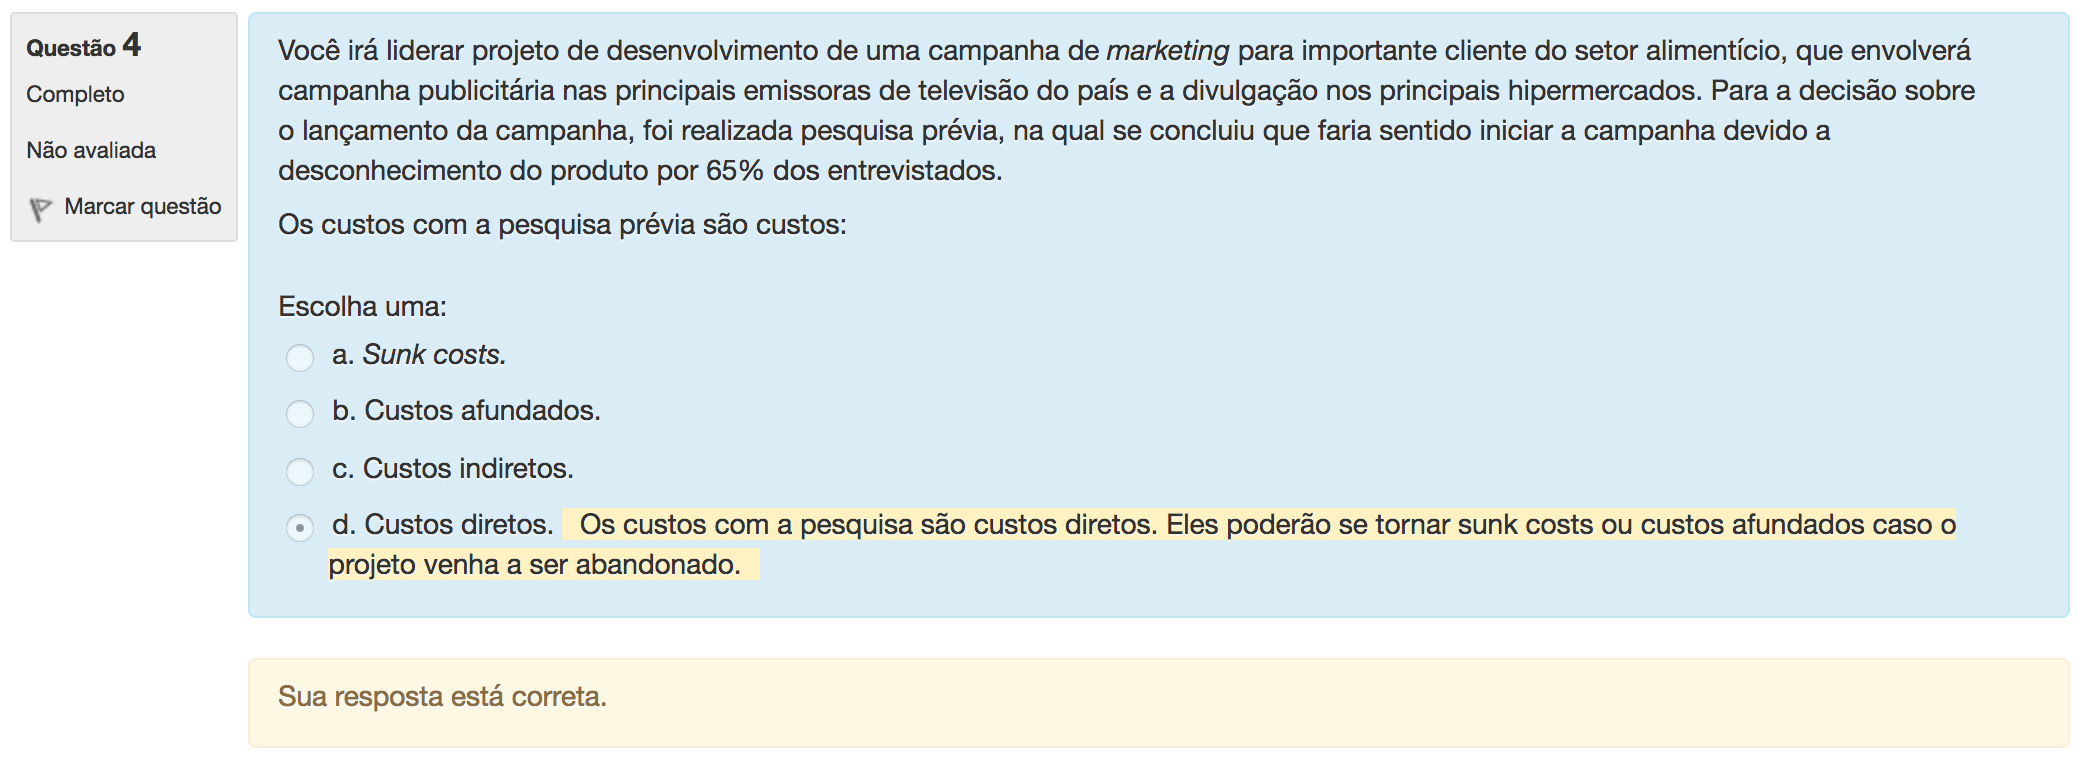 Questão 4
Completo
Não avaliada
Marcar questão
Você irá liderar projeto de desenvolvimento de uma campanha de marketing para importante cliente do setor alimentício, que envolverá
campanha publicitária nas principais emissoras de televisão do país e a divulgação nos principais hipermercados. Para a decisão sobre
o lançamento da campanha, foi realizada pesquisa prévia, na qual se concluiu que faria sentido iniciar a campanha devido a
desconhecimento do produto por 65% dos entrevistados.
Os custos com a pesquisa prévia são custos:
Escolha uma:
a. Sunk costs.
b. Custos afundados.
c. Custos indiretos.
d. Custos diretos. Os custos com a pesquisa são custos diretos. Eles poderão se tornar sunk costs ou custos afundados caso o
projeto venha a ser abandonado.
Sua resposta está correta.